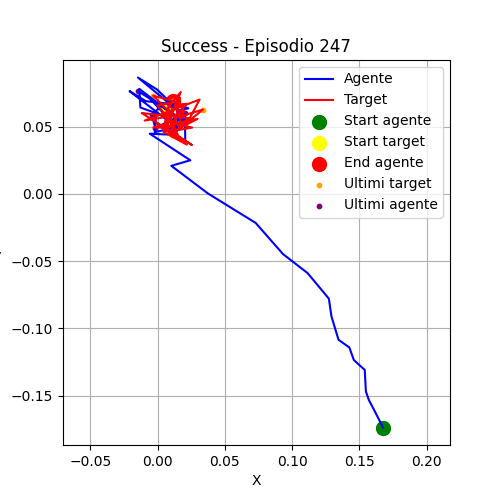 Success - Episodio 247
Agente
Target
Start agente
Start target
End agente
Ultimi target
Ultimi agente
0.05
0.00
−0.05
−0.10
−0.15
−0.05
0.00
0.05
0.10
0.15
0.20
X